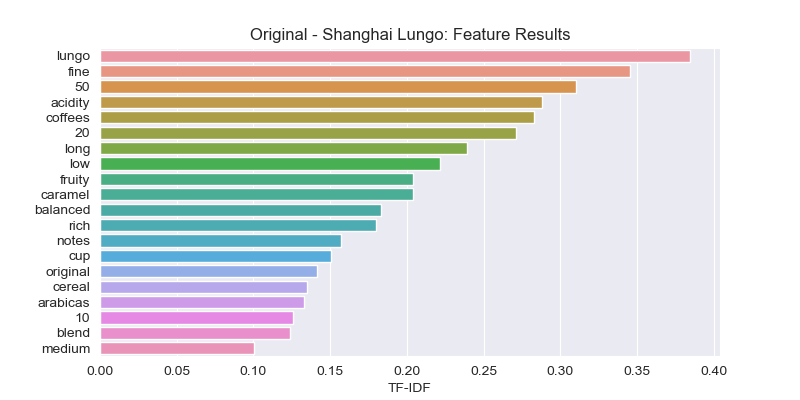 Original - Shanghai Lungo: Feature Results
lungo
fine
50
acidity
coffees
20
long
low
fruity
caramel
balanced
rich
notes
cup
original
cereal
arabicas
10
blend
medium
0.00 0.05 0.10 0.15 0.20 0.25 0.30 0.35 0.40
TF-IDF